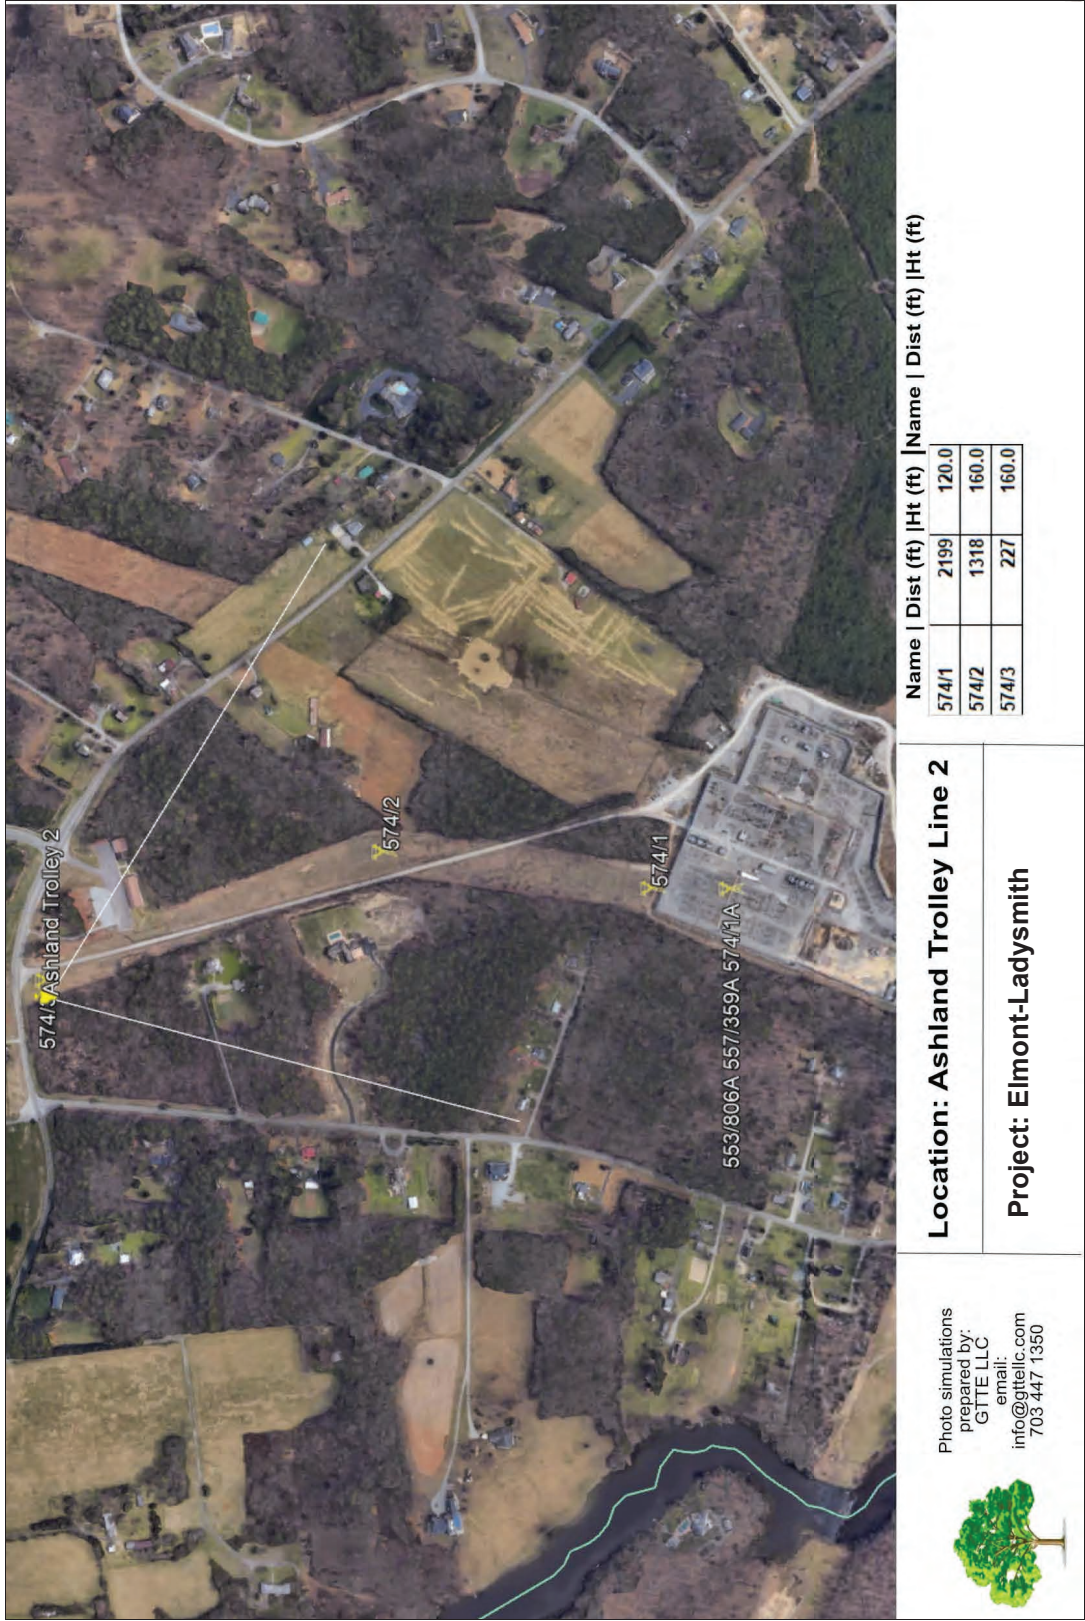 574/3 Ashland Trolley 2
574/2
574/1
553/806A 557/359A 574/1A
Photo simulations
prepared by:
GTTE LLC
email:
info@gttellc.com
703 447 1350
Location: Ashland Trolley Line 2
Project: Elmont-Ladysmith
Name | Dist (ft) |Ht (ft) |Name | Dist (ft) |Ht (ft)
574/1 2199 120.0
574/2 1318 160.0
574/3 227 160.0